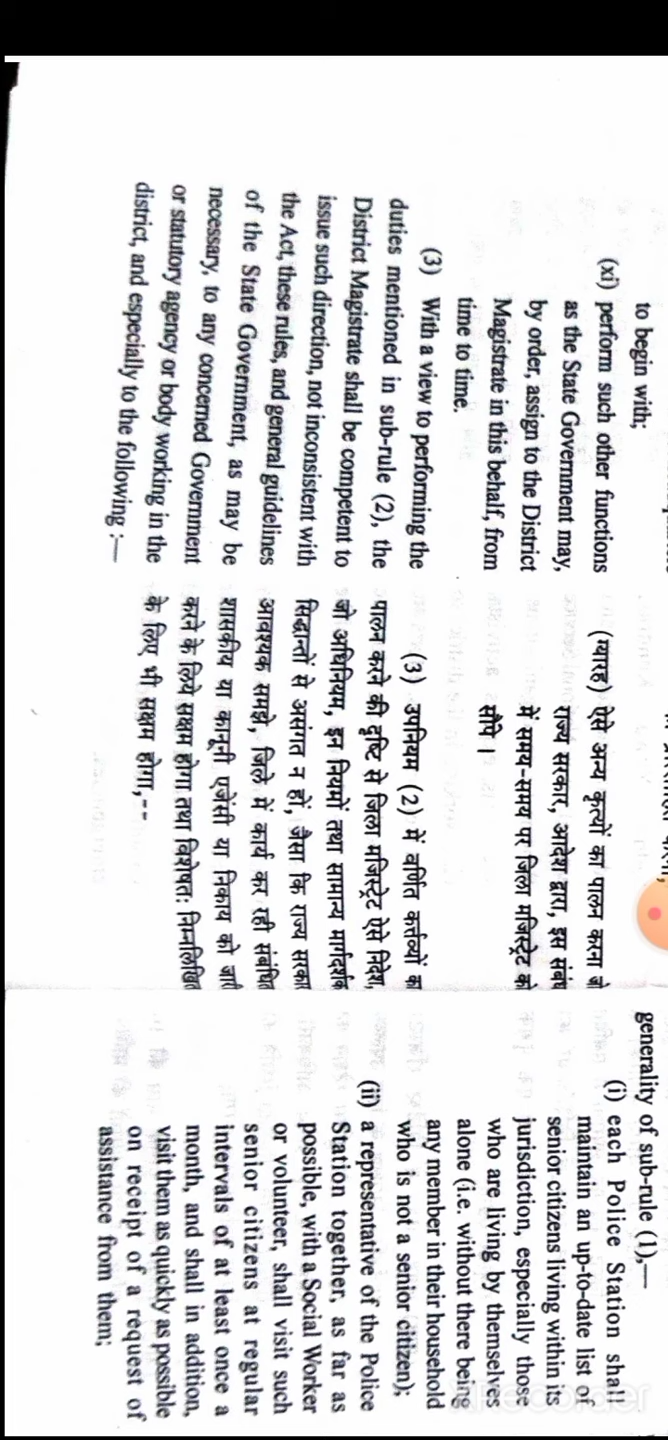 to begin with;
(xi) perform such other functions
as the State Government may,
by order, assign to the District
Magistrate in this behalf, from
time to time.
(3) With a view to performing the
duties mentioned in sub-rule (2), the
District Magistrate shall be competent to
issue such direction, not inconsistent with
the Act, these rules, and general guidelines
of the State Government, as may be
necessary, to any concerned Government
or statutory agency or body working in the
district, and especially to the following :—
(ग्यारह) ऐसे अन्य कृत्यों का पालन करना जो
राज्य सरकार, आदेश द्वारा, इस संबंध
में समय-समय पर जिला मजिस्ट्रेट को
सौंपे ।
(3) उपनियम (2) में वर्णित कर्त्तव्यों का
पालन करने की दृष्टि से जिला मजिस्ट्रेट ऐसे निदेश,
जो अधिनियम, इन नियमों तथा सामान्य मार्गदर्शक
सिद्धान्तों से असंगत न हों, जैसा कि राज्य सरका
आवश्यक समझे, जिले में कार्य कर रही संबंधित
शासकीय या कानूनी एजेंसी या निकाय को जारी
करने के लिये सक्षम होगा तथा विशेषतः निम्नलिखित
के लिए भी सक्षम होगा,--
generality of sub-rule (1),—
(i) each Police Station shall
maintain an up-to-date list of
senior citizens living within its
jurisdiction, especially those
who are living by themselves
alone (i.e. without there being
any member in their household
who is not a senior citizen);
(ii) a representative of the Police
Station together, as far as
possible, with a Social Worker
or volunteer, shall visit such
senior citizens at regular
intervals of at least once a
month, and shall in addition,
visit them as quickly as possible
on receipt of a request of
assistance from them;